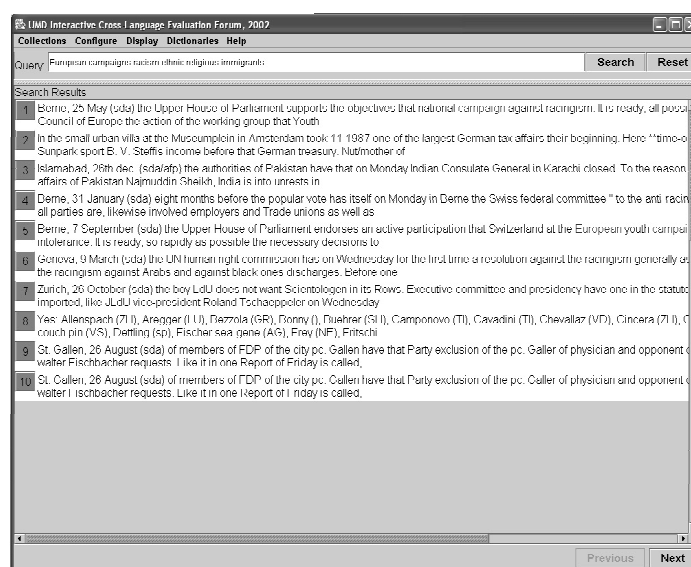 UMD Interactive Cross Language Evaluation Forum, 2002
Collections Configure Display Dictionaries Help
Query European campaigns racism ethnic religious immigrants Search Reset
Search Results
1 Berne, 25 May (sda) the Upper House of Parliament supports the objectives that national campaign against racingism. It is ready, all possi
Council of Europe the action of the working group that Youth
2 In the small urban villa at the Museumplein in Amsterdam took 11 1987 one of the largest German tax affairs their beginning. Here "time-o
Sunpark sport B. V. Steffis income before that German treasury. Nut/mother of
3 Islamabad, 26th dec. (sda/afp) the authorities of Pakistan have that on Monday Indian Consulate General in Karachi closed. To the reason
affairs of Pakistan Najmuddin Sheikh, India is into unrests in
4 Berne, 31 January (sda) eight months before the popular vote has itself on Monday in Berne the Swiss federal committee " to the anti racin
all parties are, likewise involved employers and Trade unions as well as
5 Berne, 7 September (sda) the Upper House of Parliament endorses an active participation that Switzerland at the European youth campai
intolerance. It is ready, so rapidly as possible the necessary decisions to
6 Geneva, 9 March (sda) the UN human right commission has on Wednesday for the first time a resolution against the racingism generally as
the racingism against Arabs and against black ones discharges. Before one
7 Zurich, 26 October (sda) the boy LdU does not want Scientologen in its Rows. Executive committee and presidency have one in the statute
imported, like JLdU vice-president Roland Tschaeppeler on Wednesday
8 Yes: Allenspach (ZH), Aregger (LU), Bezzola (GR), Bonny (), Buehrer (SH), Camponovo (TI), Cavadini (TI), Chevallaz (VD), Cincera (ZH), C
couch pin (VS), Dettling (sp), Fischer sea gene (AG), Frey (NE), Fritschi
9 St. Gallen, 26 August (sda) of members of FDP of the city pc. Gallen have that Party exclusion of the pc. Galler of physician and opponent o
walter Fischbacher requests. Like it in one Report of Friday is called,
10 St. Gallen, 26 August (sda) of members of FDP of the city pc. Gallen have that Party exclusion of the pc. Galler of physician and opponent o
walter Fischbacher requests. Like it in one Report of Friday is called,
Previous Next